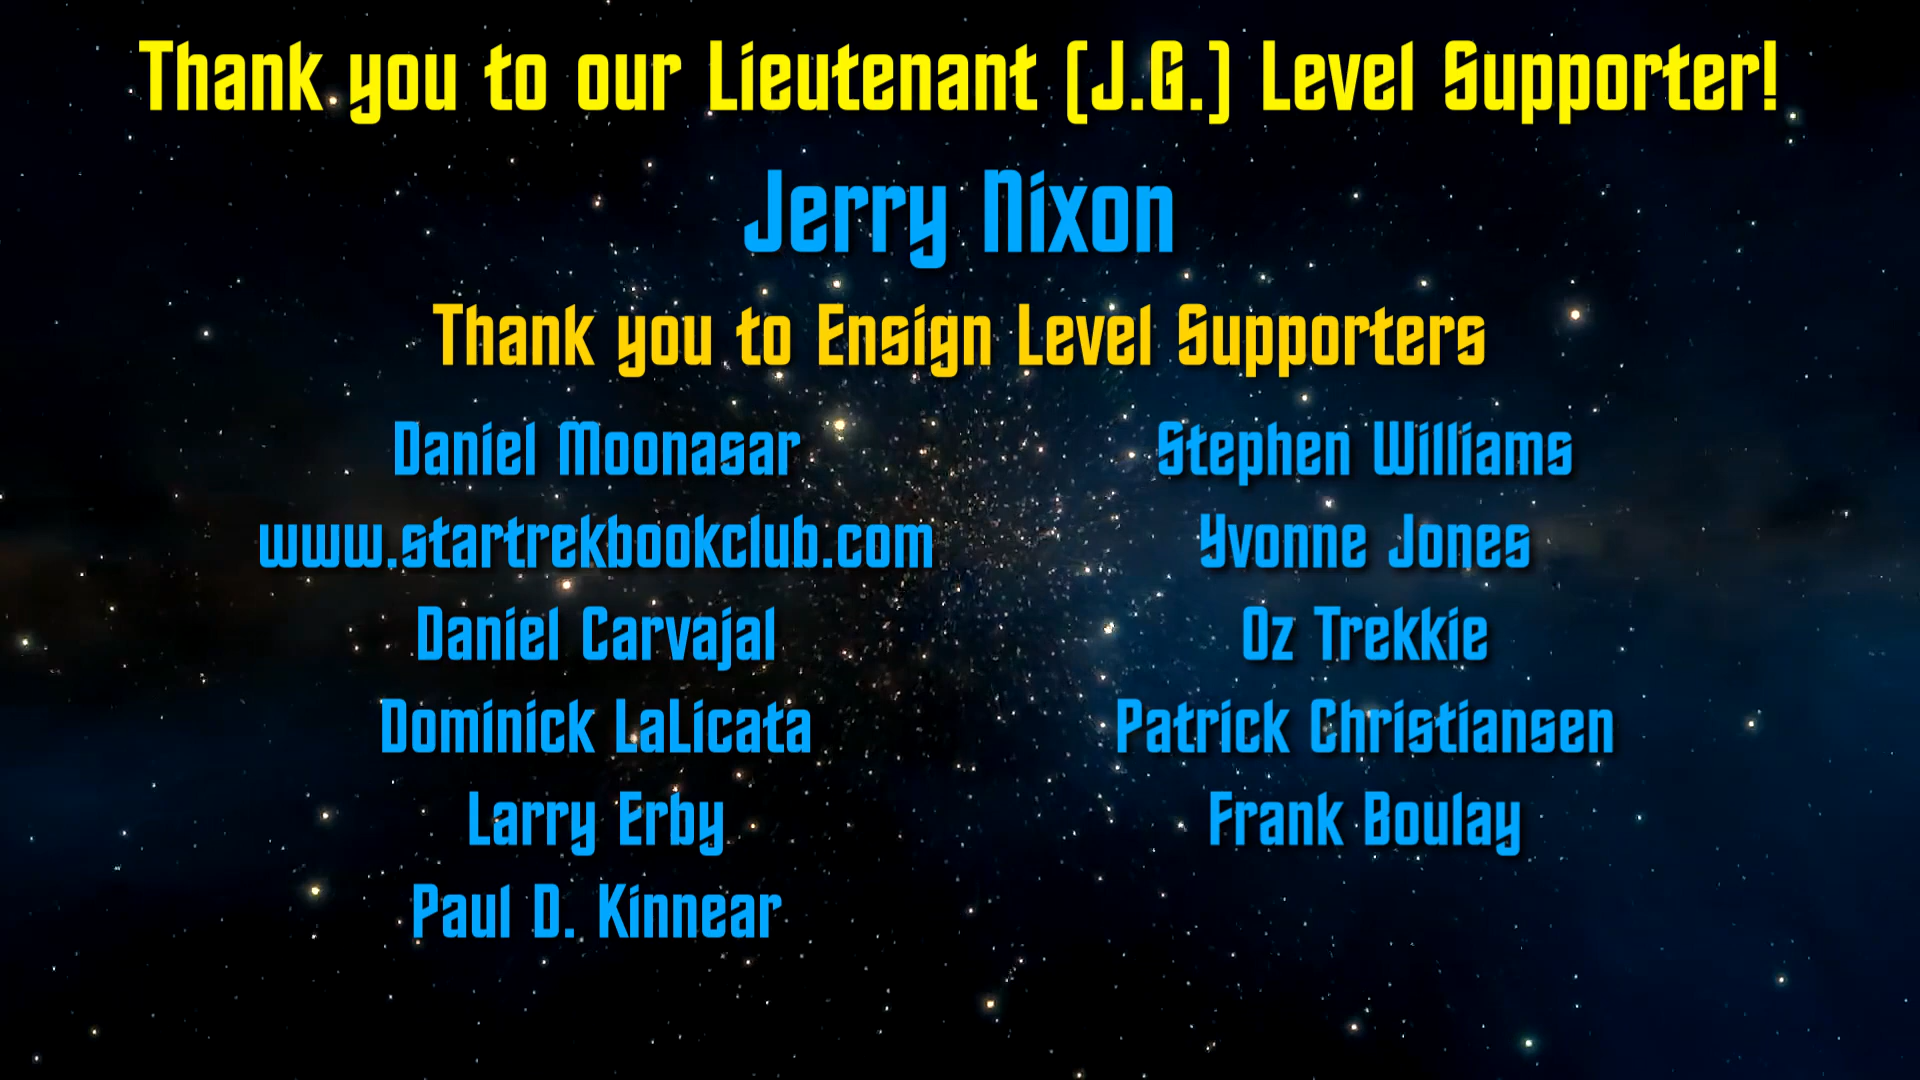 Thank you to our Lieutenant (J.G.) Level Supporter!
Jerry Nixon
Thank you to Ensign Level Supporters
Daniel Moonasar
www.startrekbookclub.com
Daniel Carvajal
Dominick LaLicata
Larry Erby
Paul D. Kinnear
Stephen Williams
Yvonne Jones
Oz Trekkie
Patrick Christiansen
Frank Boulay